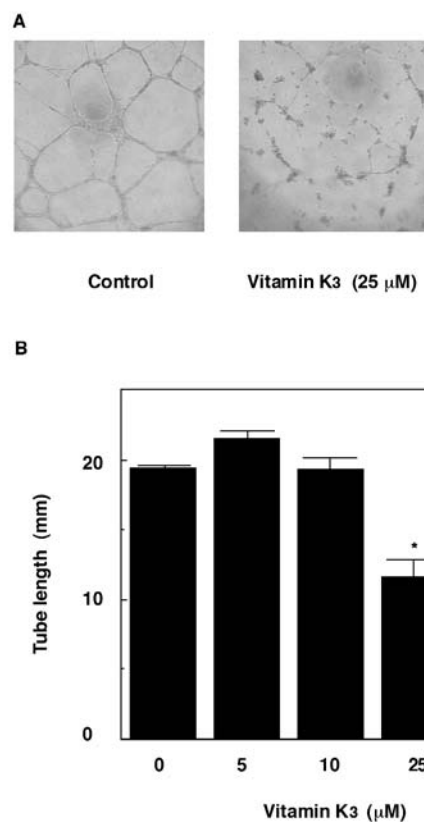 A
Control Vitamin K3 (25 μM)
B
Tube length (mm)
20
10
0
*
0 5 10 25
Vitamin K3 (μM)